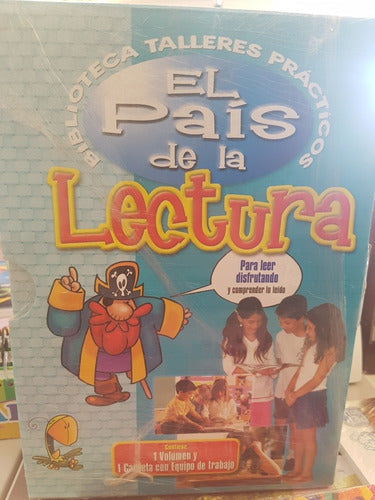 BIBLIOTECA TALLERES PRÁCTICOS
EL
País
de la
Lectura
Para leer
disfrutando
y comprender lo leído
Contiene:
1 Volumen y
1 Carpeta con Equipo de trabajo